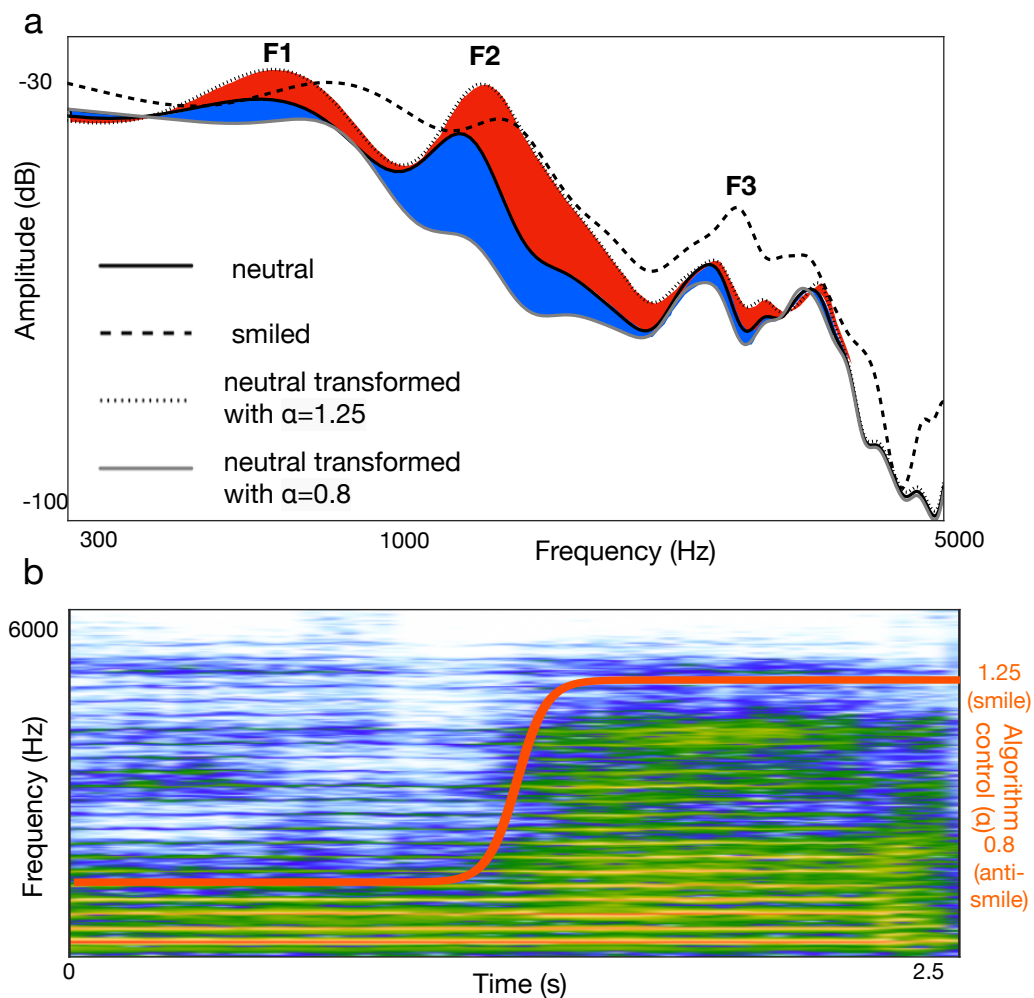 a
F1
F2
-30
F3
Amplitude (dB)
neutral
smiled
neutral transformed
with α=1.25
neutral transformed
with α=0.8
-100
300
1000
Frequency (Hz)
5000
b
6000
Frequency (Hz)
1.25
(smile)
Algorithm
control (α)
0.8
(anti-
smile)
0
Time (s)
2.5